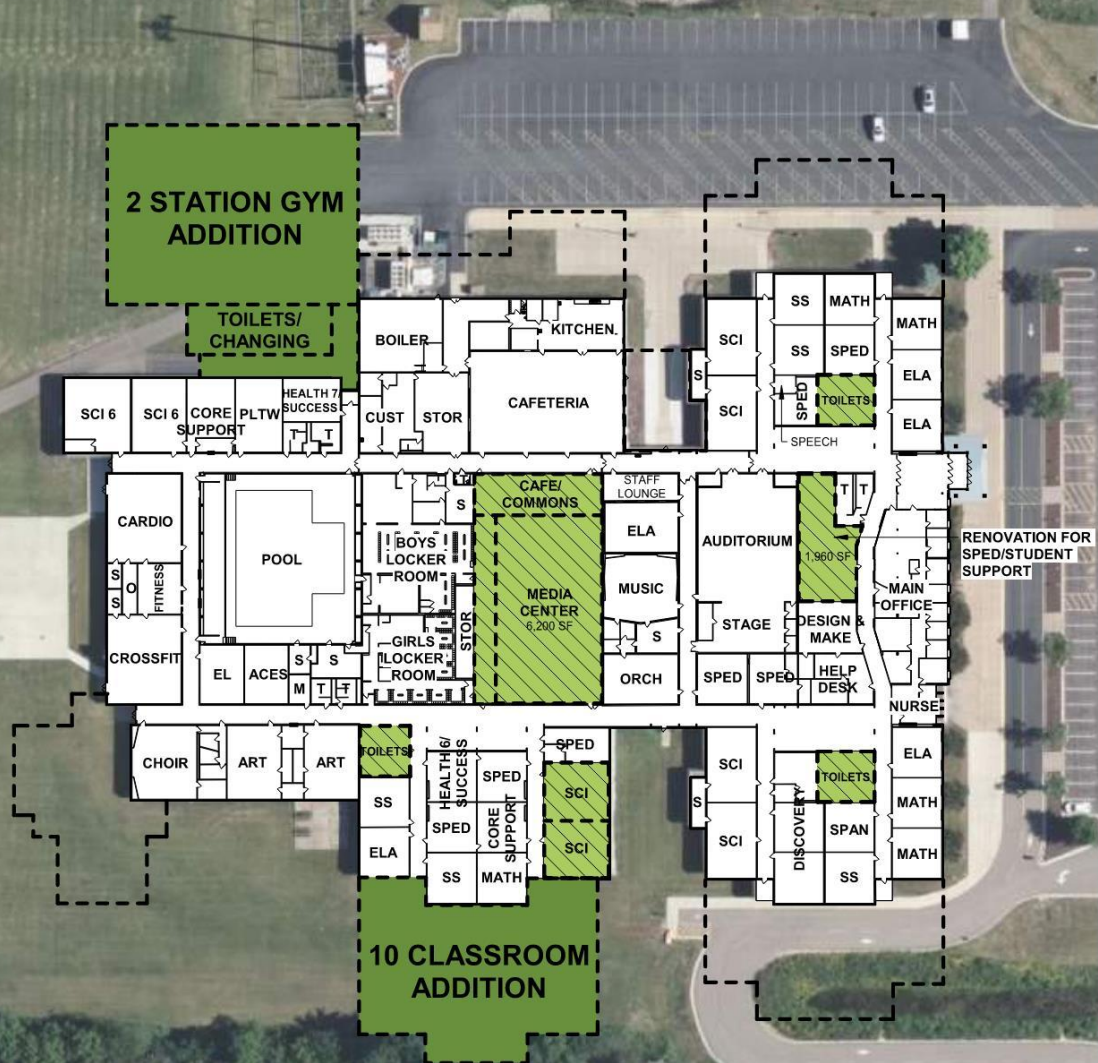 2 STATION GYM
ADDITION
TOILETS/
CHANGING
BOILER
KITCHEN
SCI 6
SCI 6
CORE
SUPPORT
PLTW
HEALTH 7/
SUCCESS
T
T
CUST
STOR
CAFETERIA
S
SCI
SCI
SS
MATH
SS
SPED
SPED
TOILETS
SPEECH
MATH
ELA
ELA
CARDIO
S
S
O
FITNESS
CROSSFIT
POOL
EL
ACES
S
M
S
T
T
S
BOYS
LOCKER
ROOM
GIRLS
LOCKER
ROOM
STOR
CAFE/
COMMONS
MEDIA
CENTER
6,200 SF
STAFF
LOUNGE
ELA
MUSIC
S
ORCH
AUDITORIUM
STAGE
SPED
SPED
T
T
1,960 SF
DESIGN &
MAKE
HELP
DESK
MAIN
OFFICE
NURSE
RENOVATION FOR
SPED/STUDENT
SUPPORT
CHOIR
ART
ART
TOILETS
SS
ELA
HEALTH 6/
SUCCESS
SPED
SPED
CORE
SUPPORT
SS
MATH
SPED
SCI
SCI
S
SCI
SCI
DISCOVERY
TOILETS
SPAN
SS
ELA
MATH
MATH
10 CLASSROOM
ADDITION